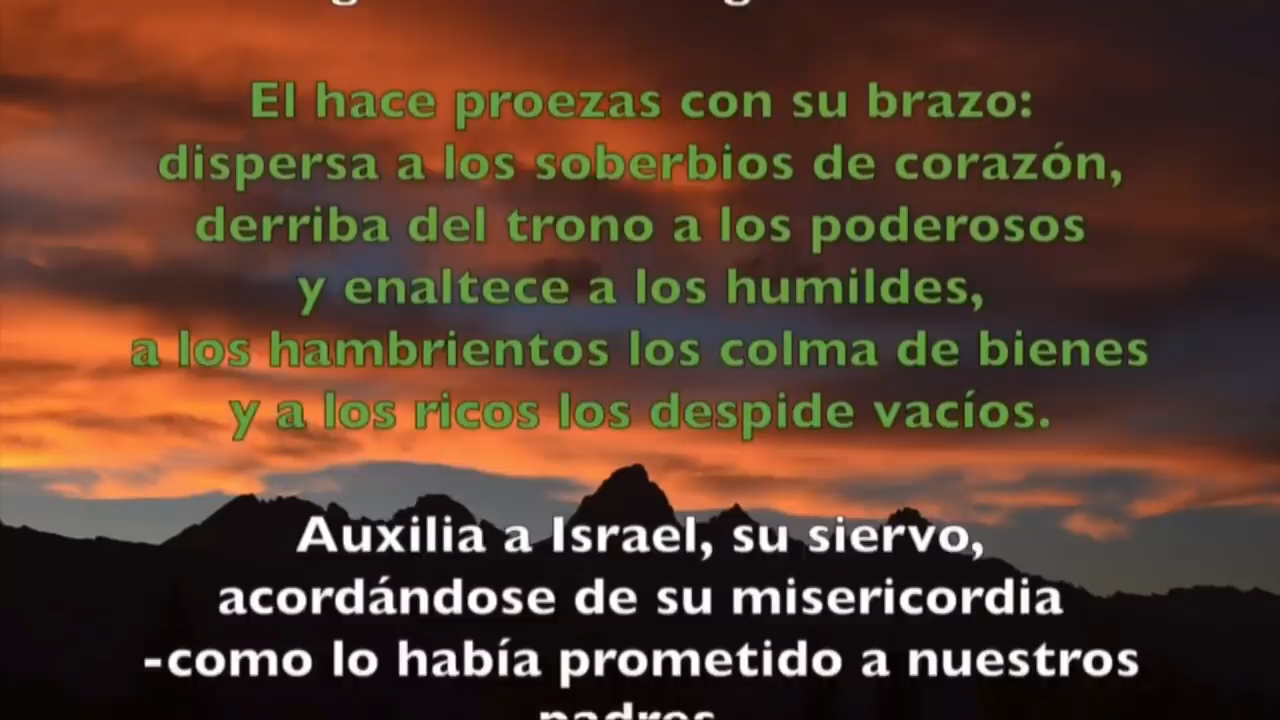 El hace proezas con su brazo:
dispersa a los soberbios de corazón,
derriba del trono a los poderosos
y enaltece a los humildes,
a los hambrientos los colma de bienes
y a los ricos los despide vacíos.
Auxilia a Israel, su siervo,
acordándose de su misericordia
-como lo había prometido a nuestros
padres